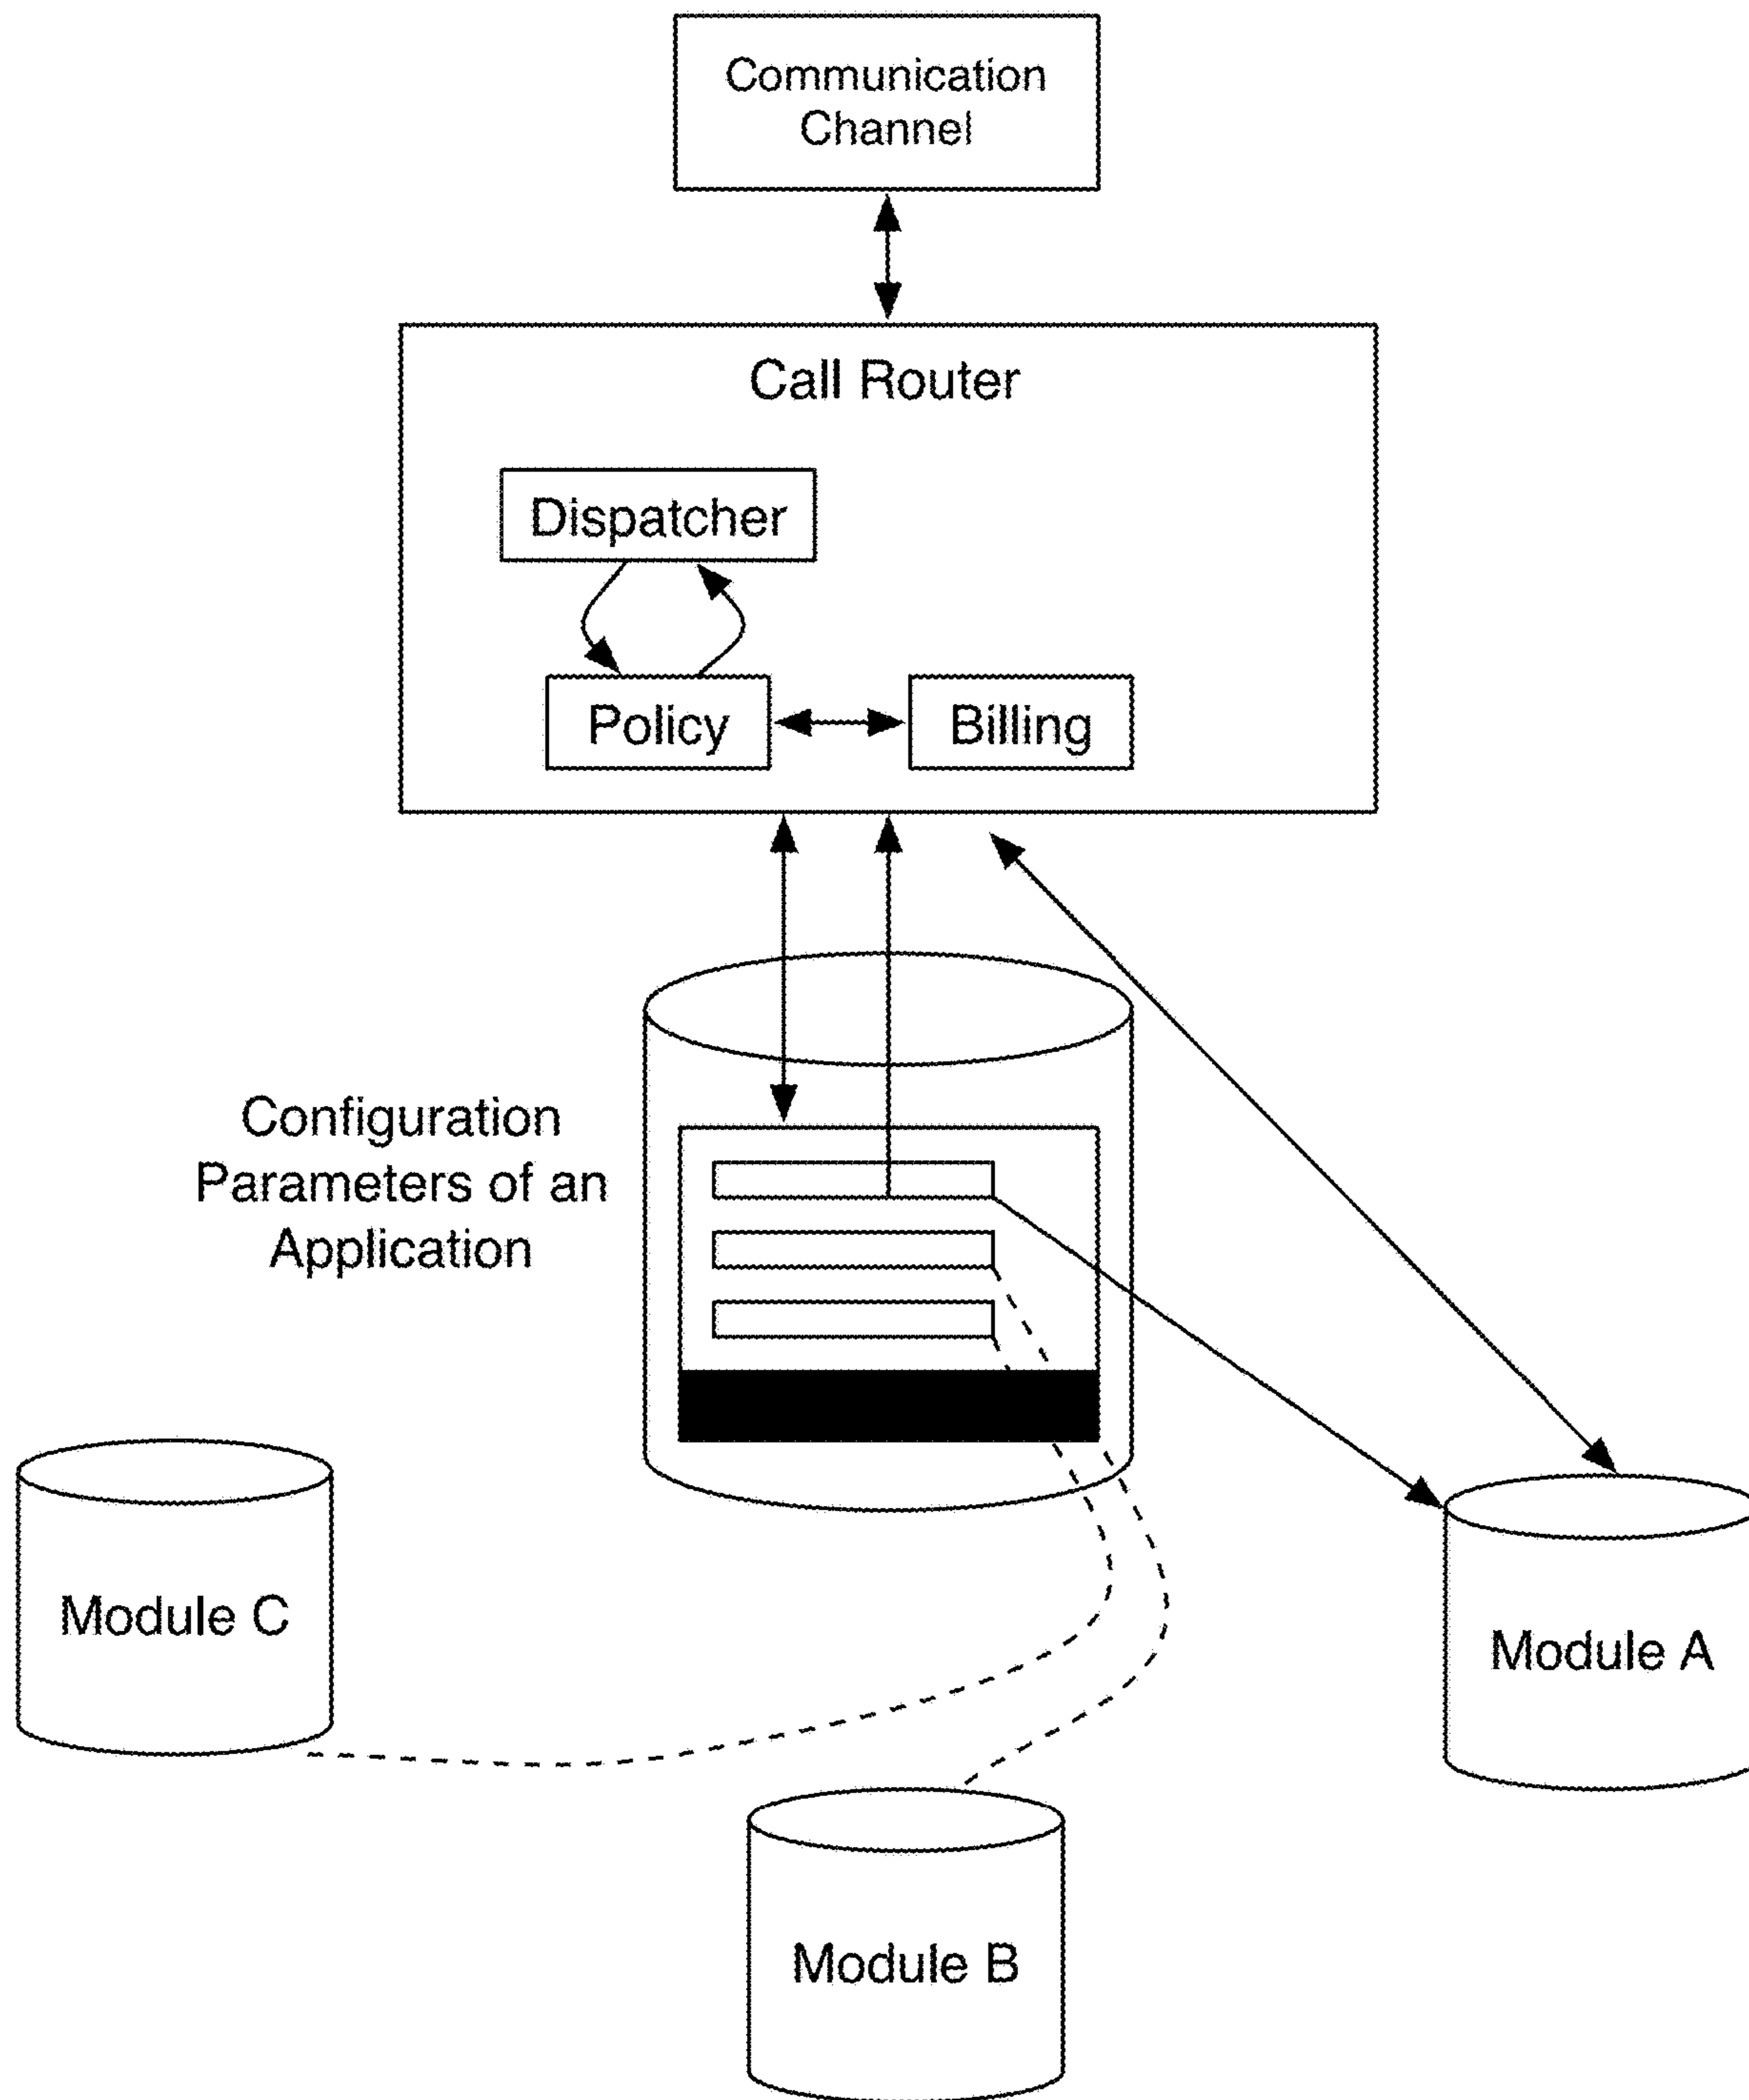 Communication
Channel
Call Router
Dispatcher
Policy
Billing
Configuration
Parameters of an
Application
Module C
Module A
Module B